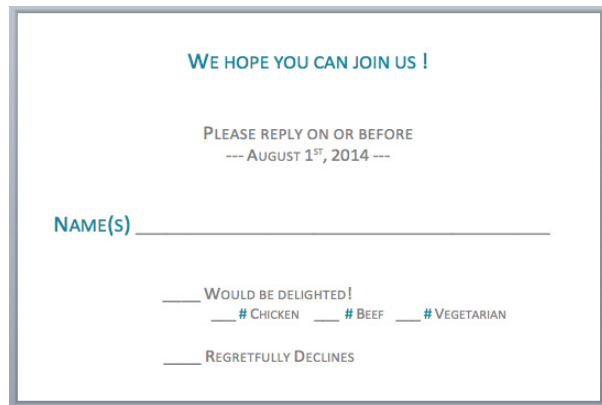 WE HOPE YOU CAN JOIN US !
PLEASE REPLY ON OR BEFORE
--- AUGUST 1ST, 2014 ---
NAME(S) ___________________________________________
____ WOULD BE DELIGHTED!
___ # CHICKEN ___ # BEEF ___ # VEGETARIAN
____ REGRETFULLY DECLINES